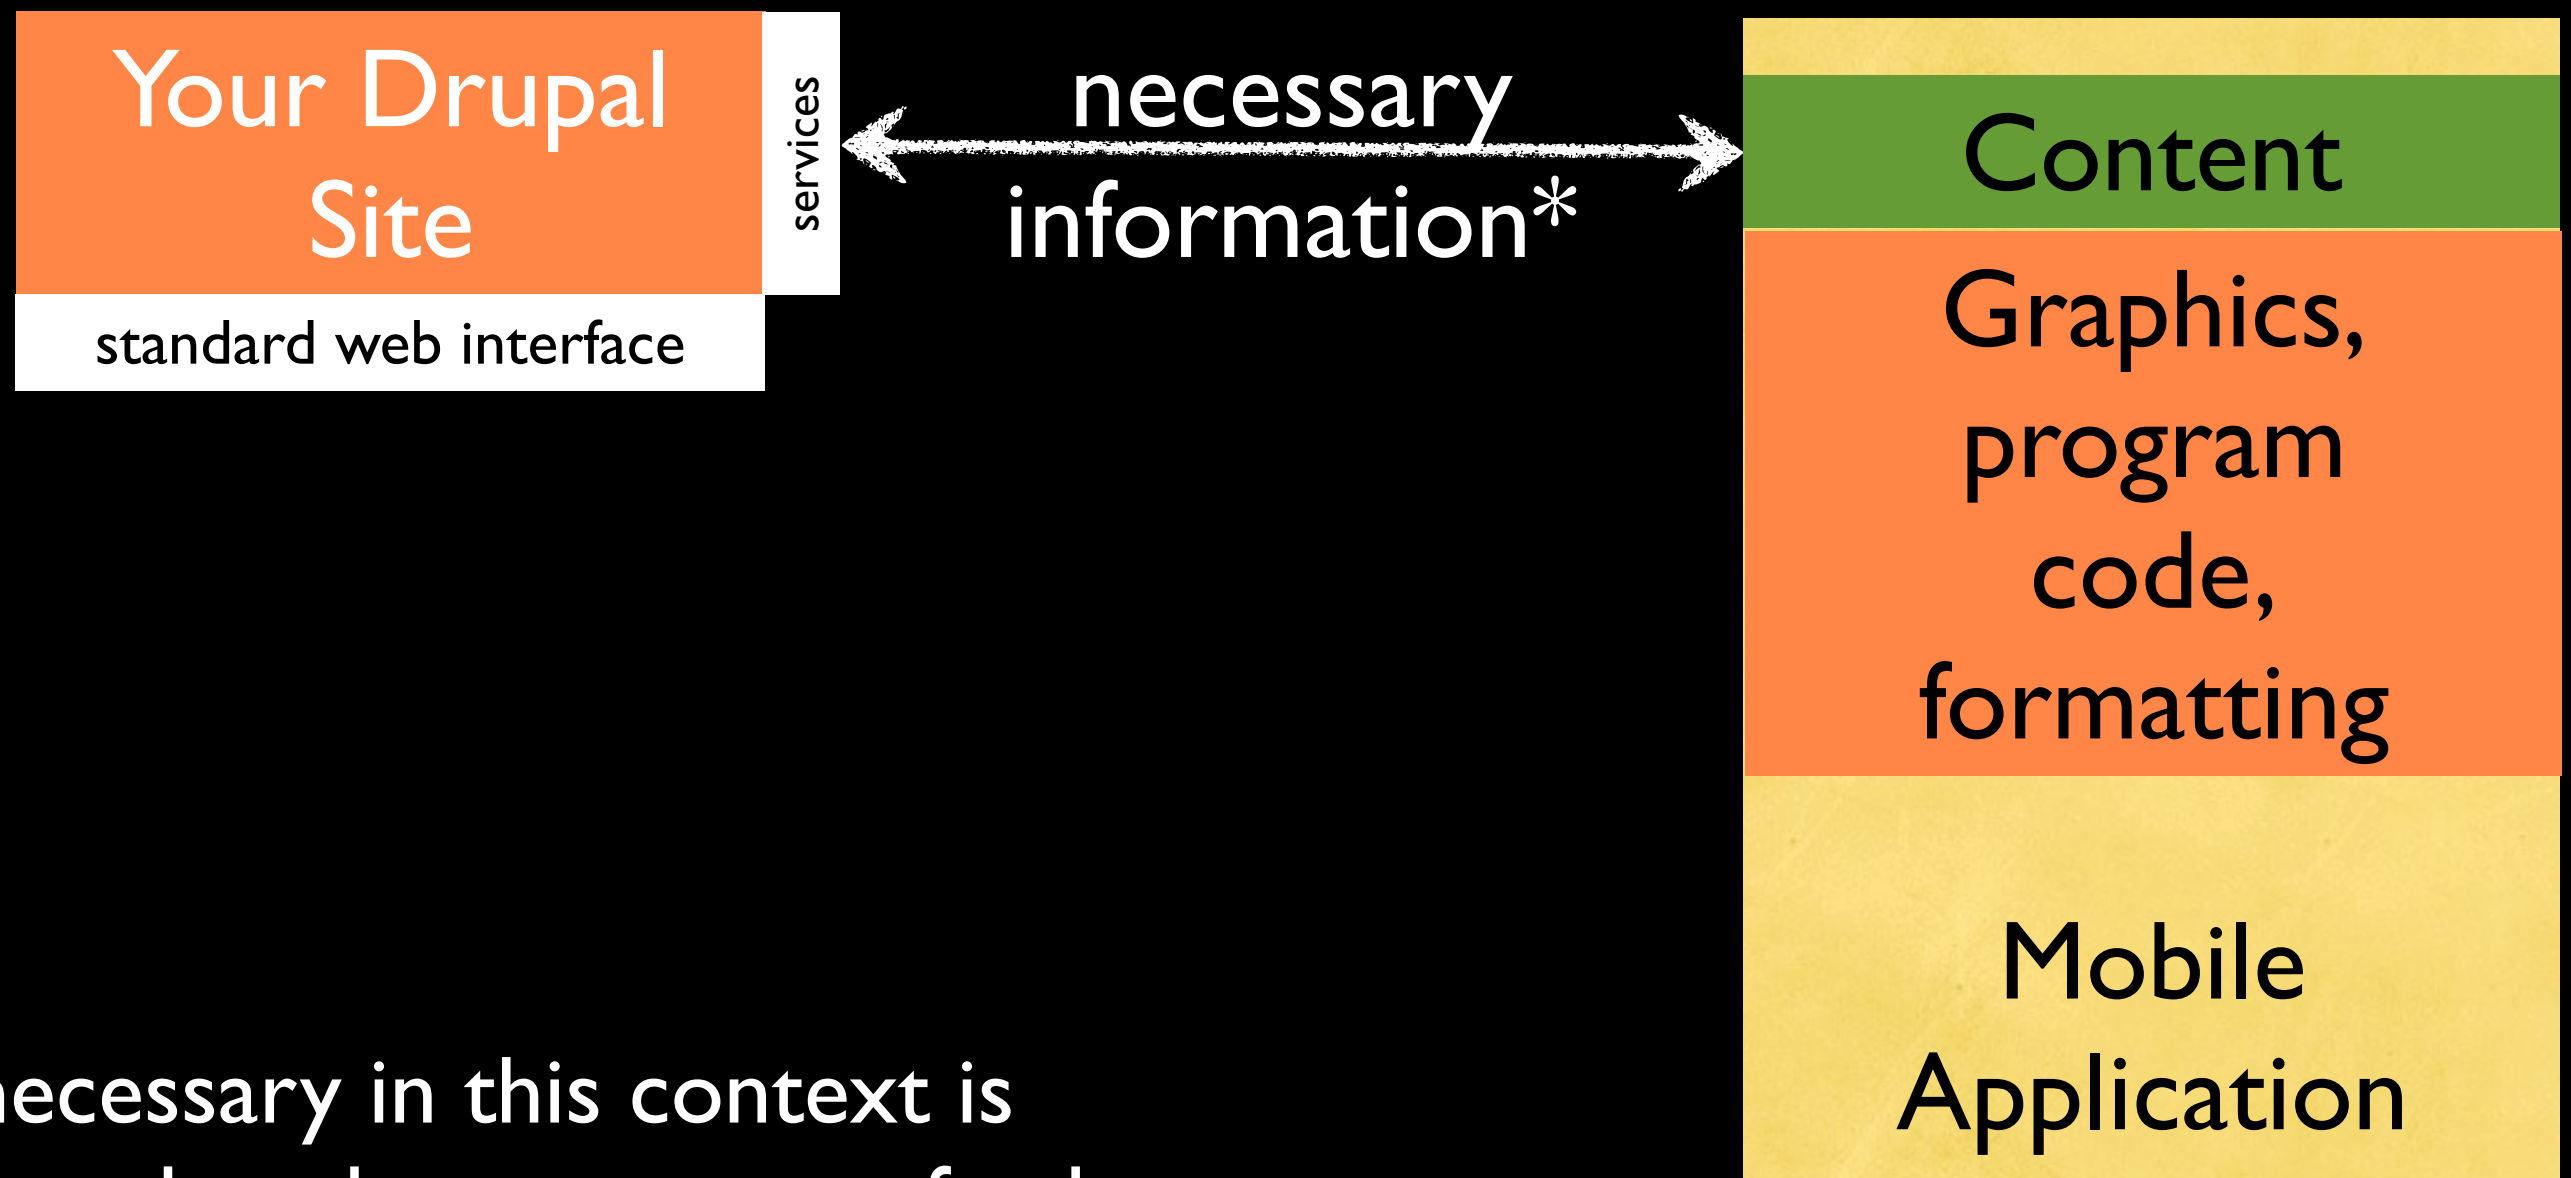 Your Drupal
Site
services
standard web interface
necessary
information*
Content
Graphics,
program
code,
formatting
Mobile
Application
necessary in this context is